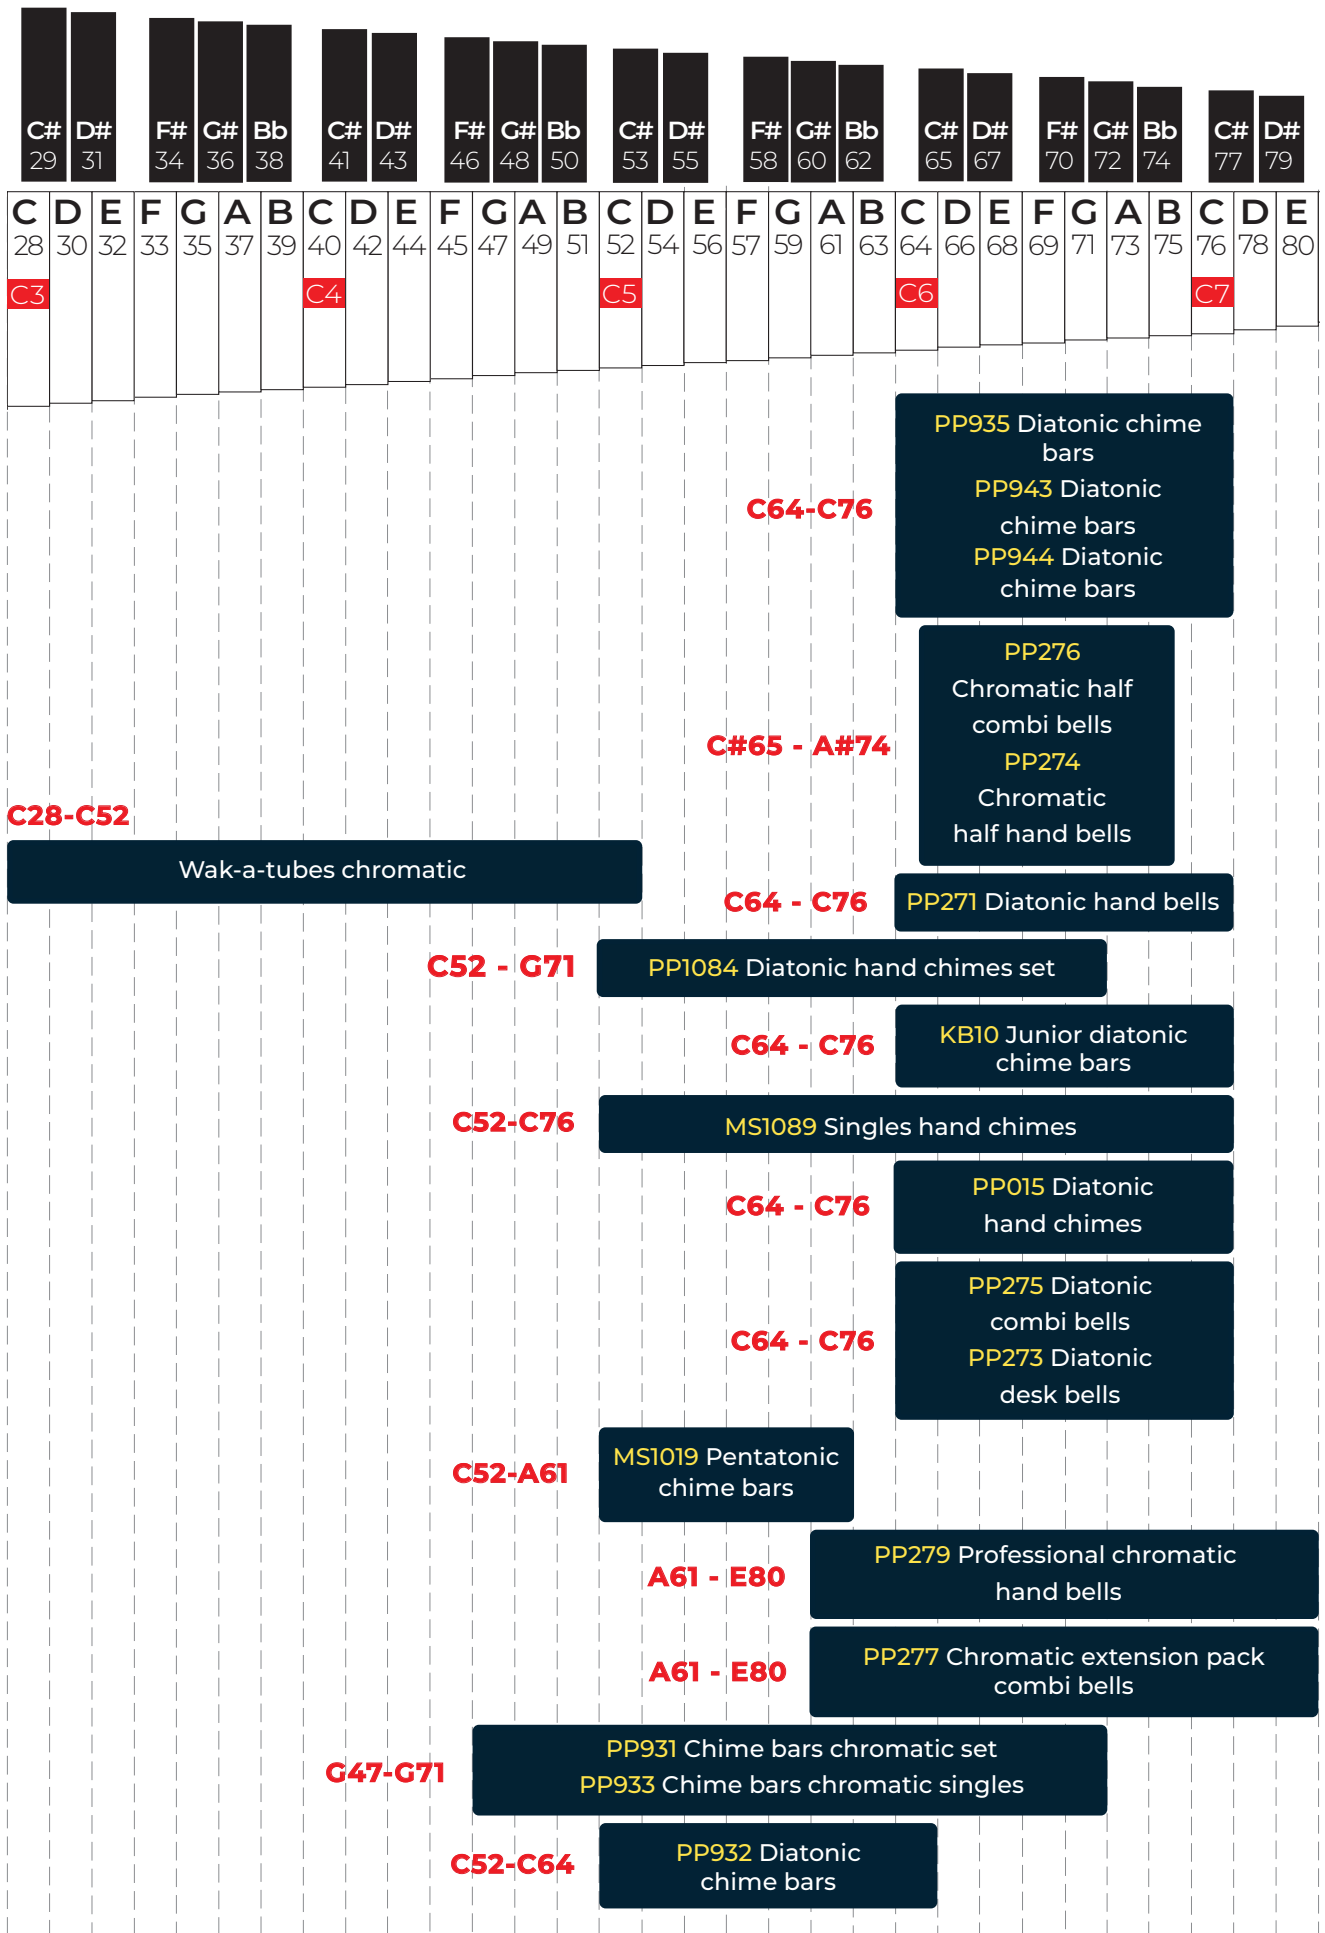 C# D# F# G# Bb C# D# F# G# Bb C# D# F# G# Bb C# D# F# G# Bb C# D#
29 31 34 36 38 41 43 46 48 50 53 55 58 60 62 65 67 70 72 74 77 79
C D E F G A B C D E F G A B C D E F G A B C D E F G A B C D E
28 30 32 33 35 37 39 40 42 44 45 47 49 51 52 54 56 57 59 61 63 64 66 68 69 71 73 75 76 78 80
C3 C4 C5 C6 C7
PP935 Diatonic chime
bars
PP943 Diatonic
C64-C76
chime bars
PP944 Diatonic
chime bars
PP276
Chromatic half
combi bells
C#65 - A#74
PP274
Chromatic
half hand bells
C28-C52
Wak-a-tubes chromatic
C64 - C76
PP271 Diatonic hand bells
C52 - G71
PP1084 Diatonic hand chimes set
C64 - C76
KB10 Junior diatonic
chime bars
C52-C76
MS1089 Singles hand chimes
C64 - C76
PP015 Diatonic
hand chimes
C64 - C76
PP275 Diatonic
combi bells
PP273 Diatonic
desk bells
C52-A61
MS1019 Pentatonic
chime bars
A61 - E80
PP279 Professional chromatic
hand bells
A61 - E80
PP277 Chromatic extension pack
combi bells
G47-G71
PP931 Chime bars chromatic set
PP933 Chime bars chromatic singles
C52-C64
PP932 Diatonic
chime bars